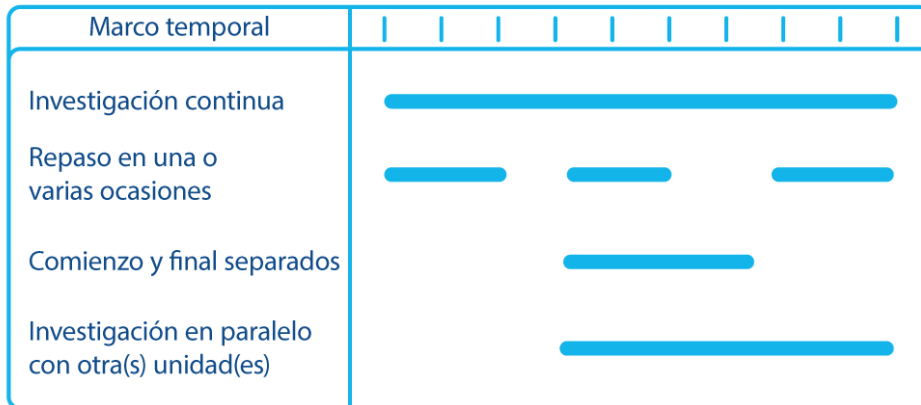 Marco temporal
Investigación continua
Repaso en una o
varias ocasiones
Comienzo y final separados
Investigación en paralelo
con otra(s) unidad(es)